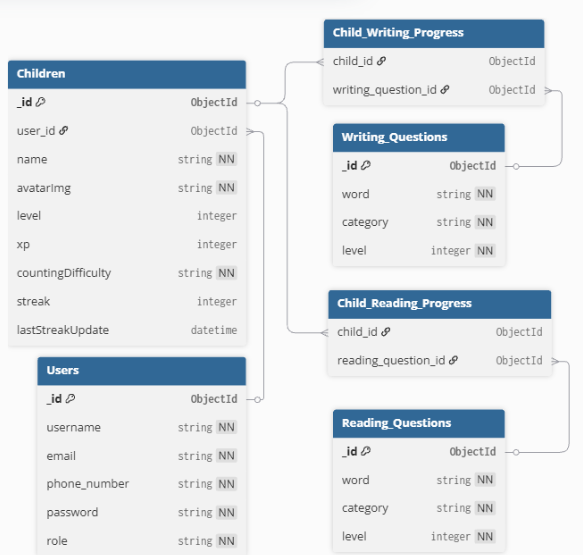 Children
_id ObjectId
user_id ObjectId
name string NN
avatarImg string NN
level integer
xp integer
countingDifficulty string NN
streak integer
lastStreakUpdate datetime
Users
_id ObjectId
username string NN
email string NN
phone_number string NN
password string NN
role string NN
Child_Writing_Progress
child_id ObjectId
writing_question_id ObjectId
Writing_Questions
_id ObjectId
word string NN
category string NN
level integer NN
Child_Reading_Progress
child_id ObjectId
reading_question_id ObjectId
Reading_Questions
_id ObjectId
word string NN
category string NN
level integer NN